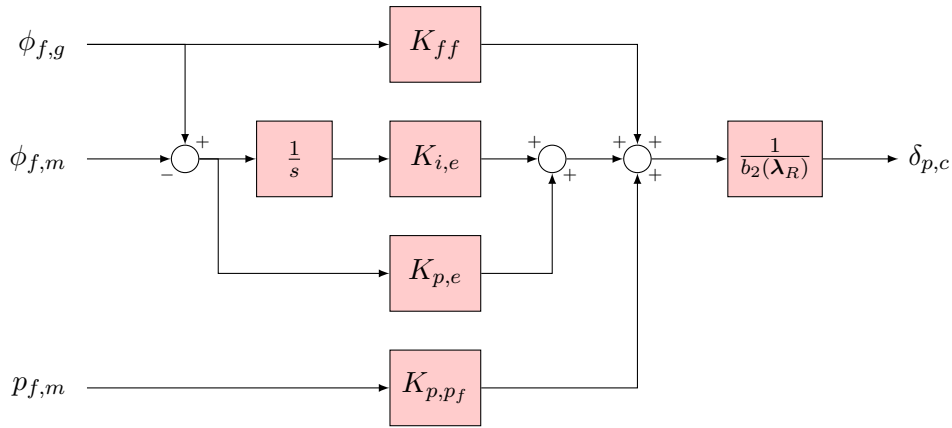 ϕ_{f,g}
K_{ff}
+
ϕ_{f,m}
−
1/s
K_{i,e}
+
+
+
+
+
1/b_2(λ_R)
δ_{p,c}
K_{p,e}
p_{f,m}
K_{p,p_f}